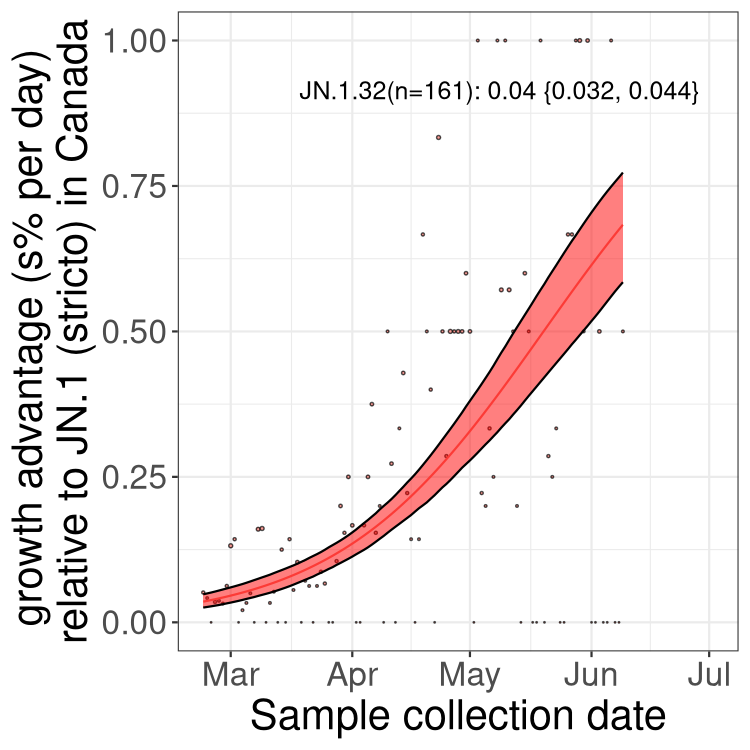 growth advantage (s% per day)
relative to JN.1 (stricto) in Canada
1.00
0.75
0.50
0.25
0.00
JN.1.32(n=161): 0.04 {0.032, 0.044}
Mar Apr May Jun Jul
Sample collection date